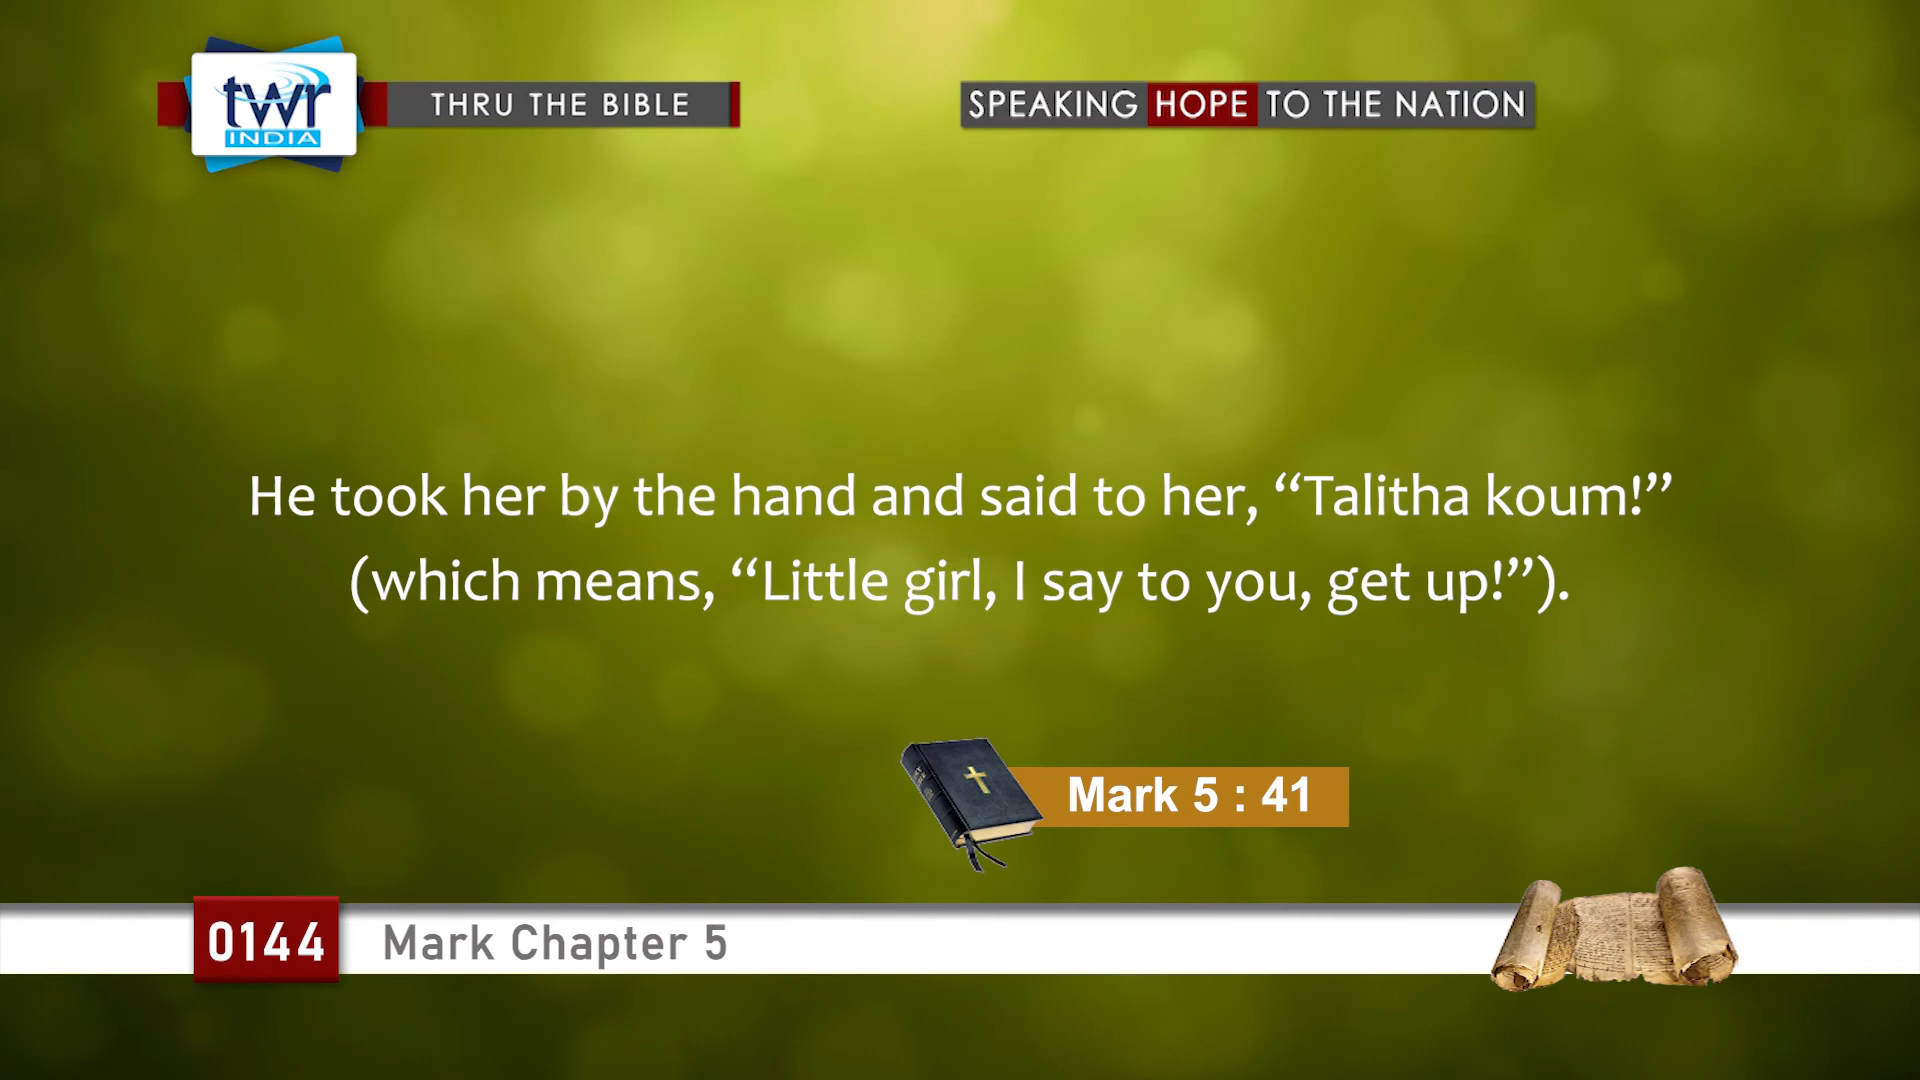 twr
INDIA
THRU THE BIBLE
SPEAKING HOPE TO THE NATION
He took her by the hand and said to her, “Talitha koum!”
(which means, “Little girl, I say to you, get up!”).
Mark 5 : 41
0144
Mark Chapter 5